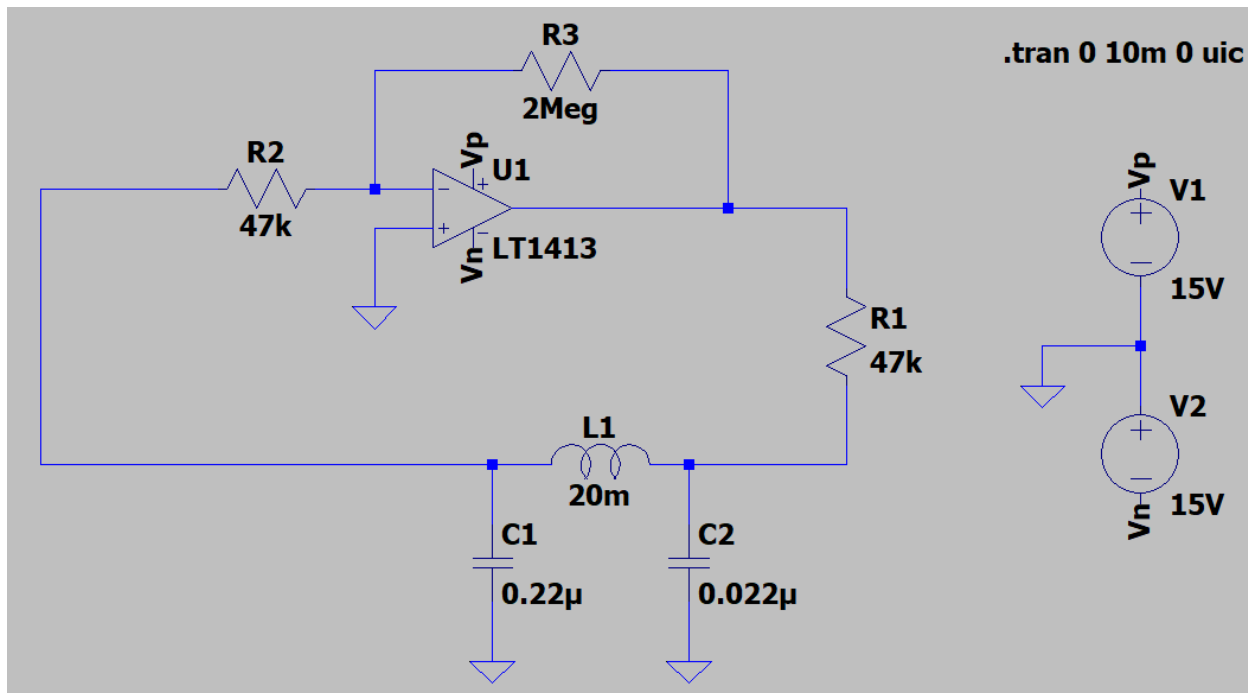 R3
.tran 0 10m 0 uic
2Meg
R2
Vp
U1
+
Vp
V1
47k
−
+
Vn
−
LT1413
+
−
15V
R1
47k
L1
V2
20m
+
−
C1
C2
Vn
15V
0.22µ
0.022µ